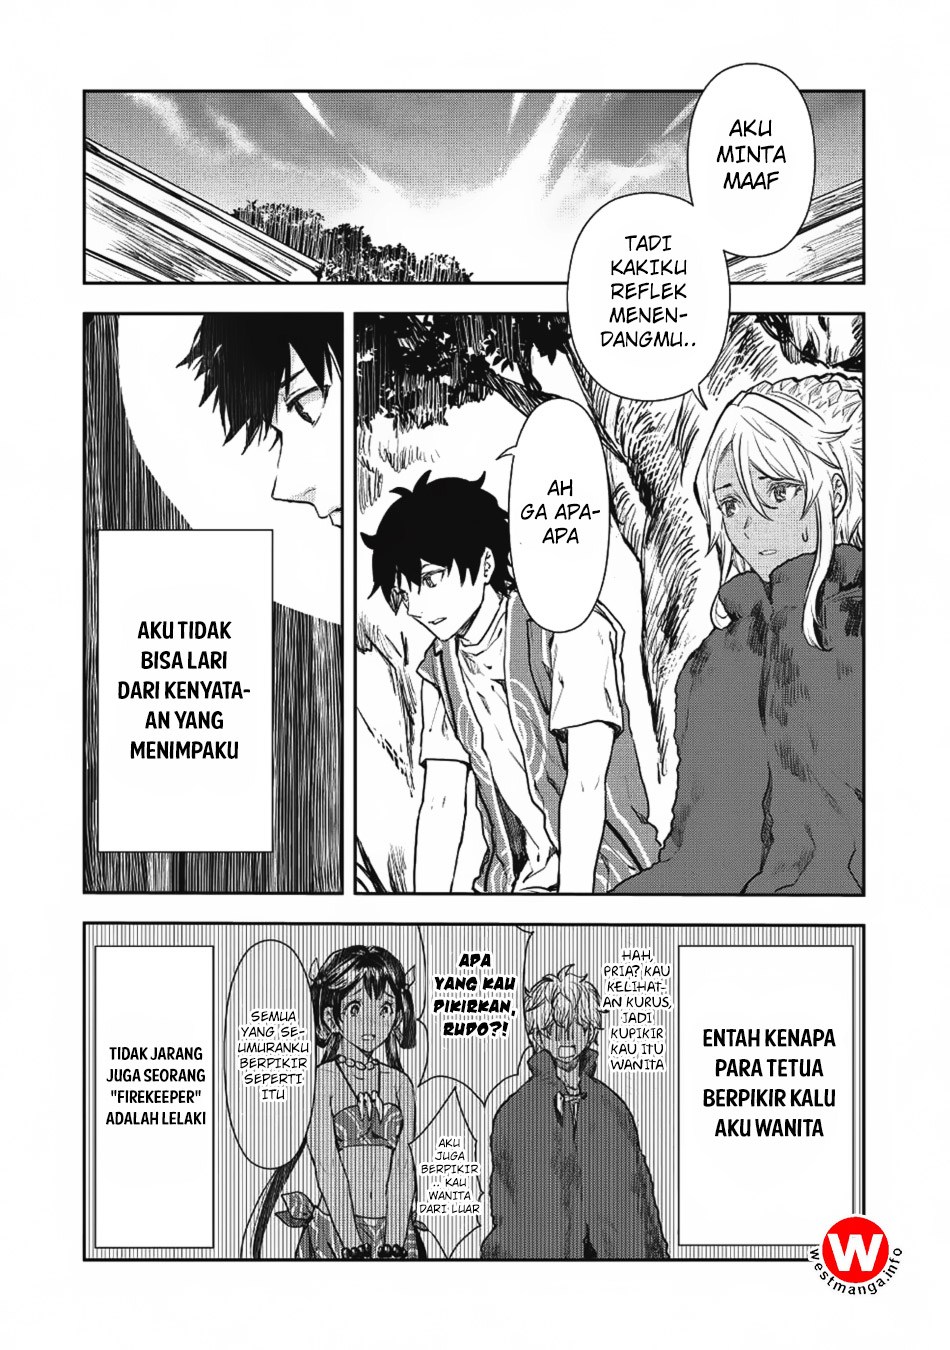 AKU
MINTA
MAAF
TADI
KAKIKU
REFLEK
MENEN-
DANGMU..
AH
GA APA-
APA
AKU TIDAK
BISA LARI
DARI KENYATA-
AN YANG
MENIMPAKU
ENTAH KENAPA
PARA TETUA
BERPIKIR KALU
AKU WANITA
HAH,
PRIA? KAU
KELIHAT-
AN KURUS,
JADI
KUPIKIR
KAU ITU
WANITA
APA
YANG KAU
PIKIRKAN,
RUDO?!
AKU
JUGA
BERPIKIR
.. KAU
WANITA
DARI LUAR
SEMUA
YANG SE-
UMURANKU
BERPIKIR
SEPERTI
ITU
TIDAK JARANG
JUGA SEORANG
"FIREKEEPER"
ADALAH LELAKI
W
westmanga.info